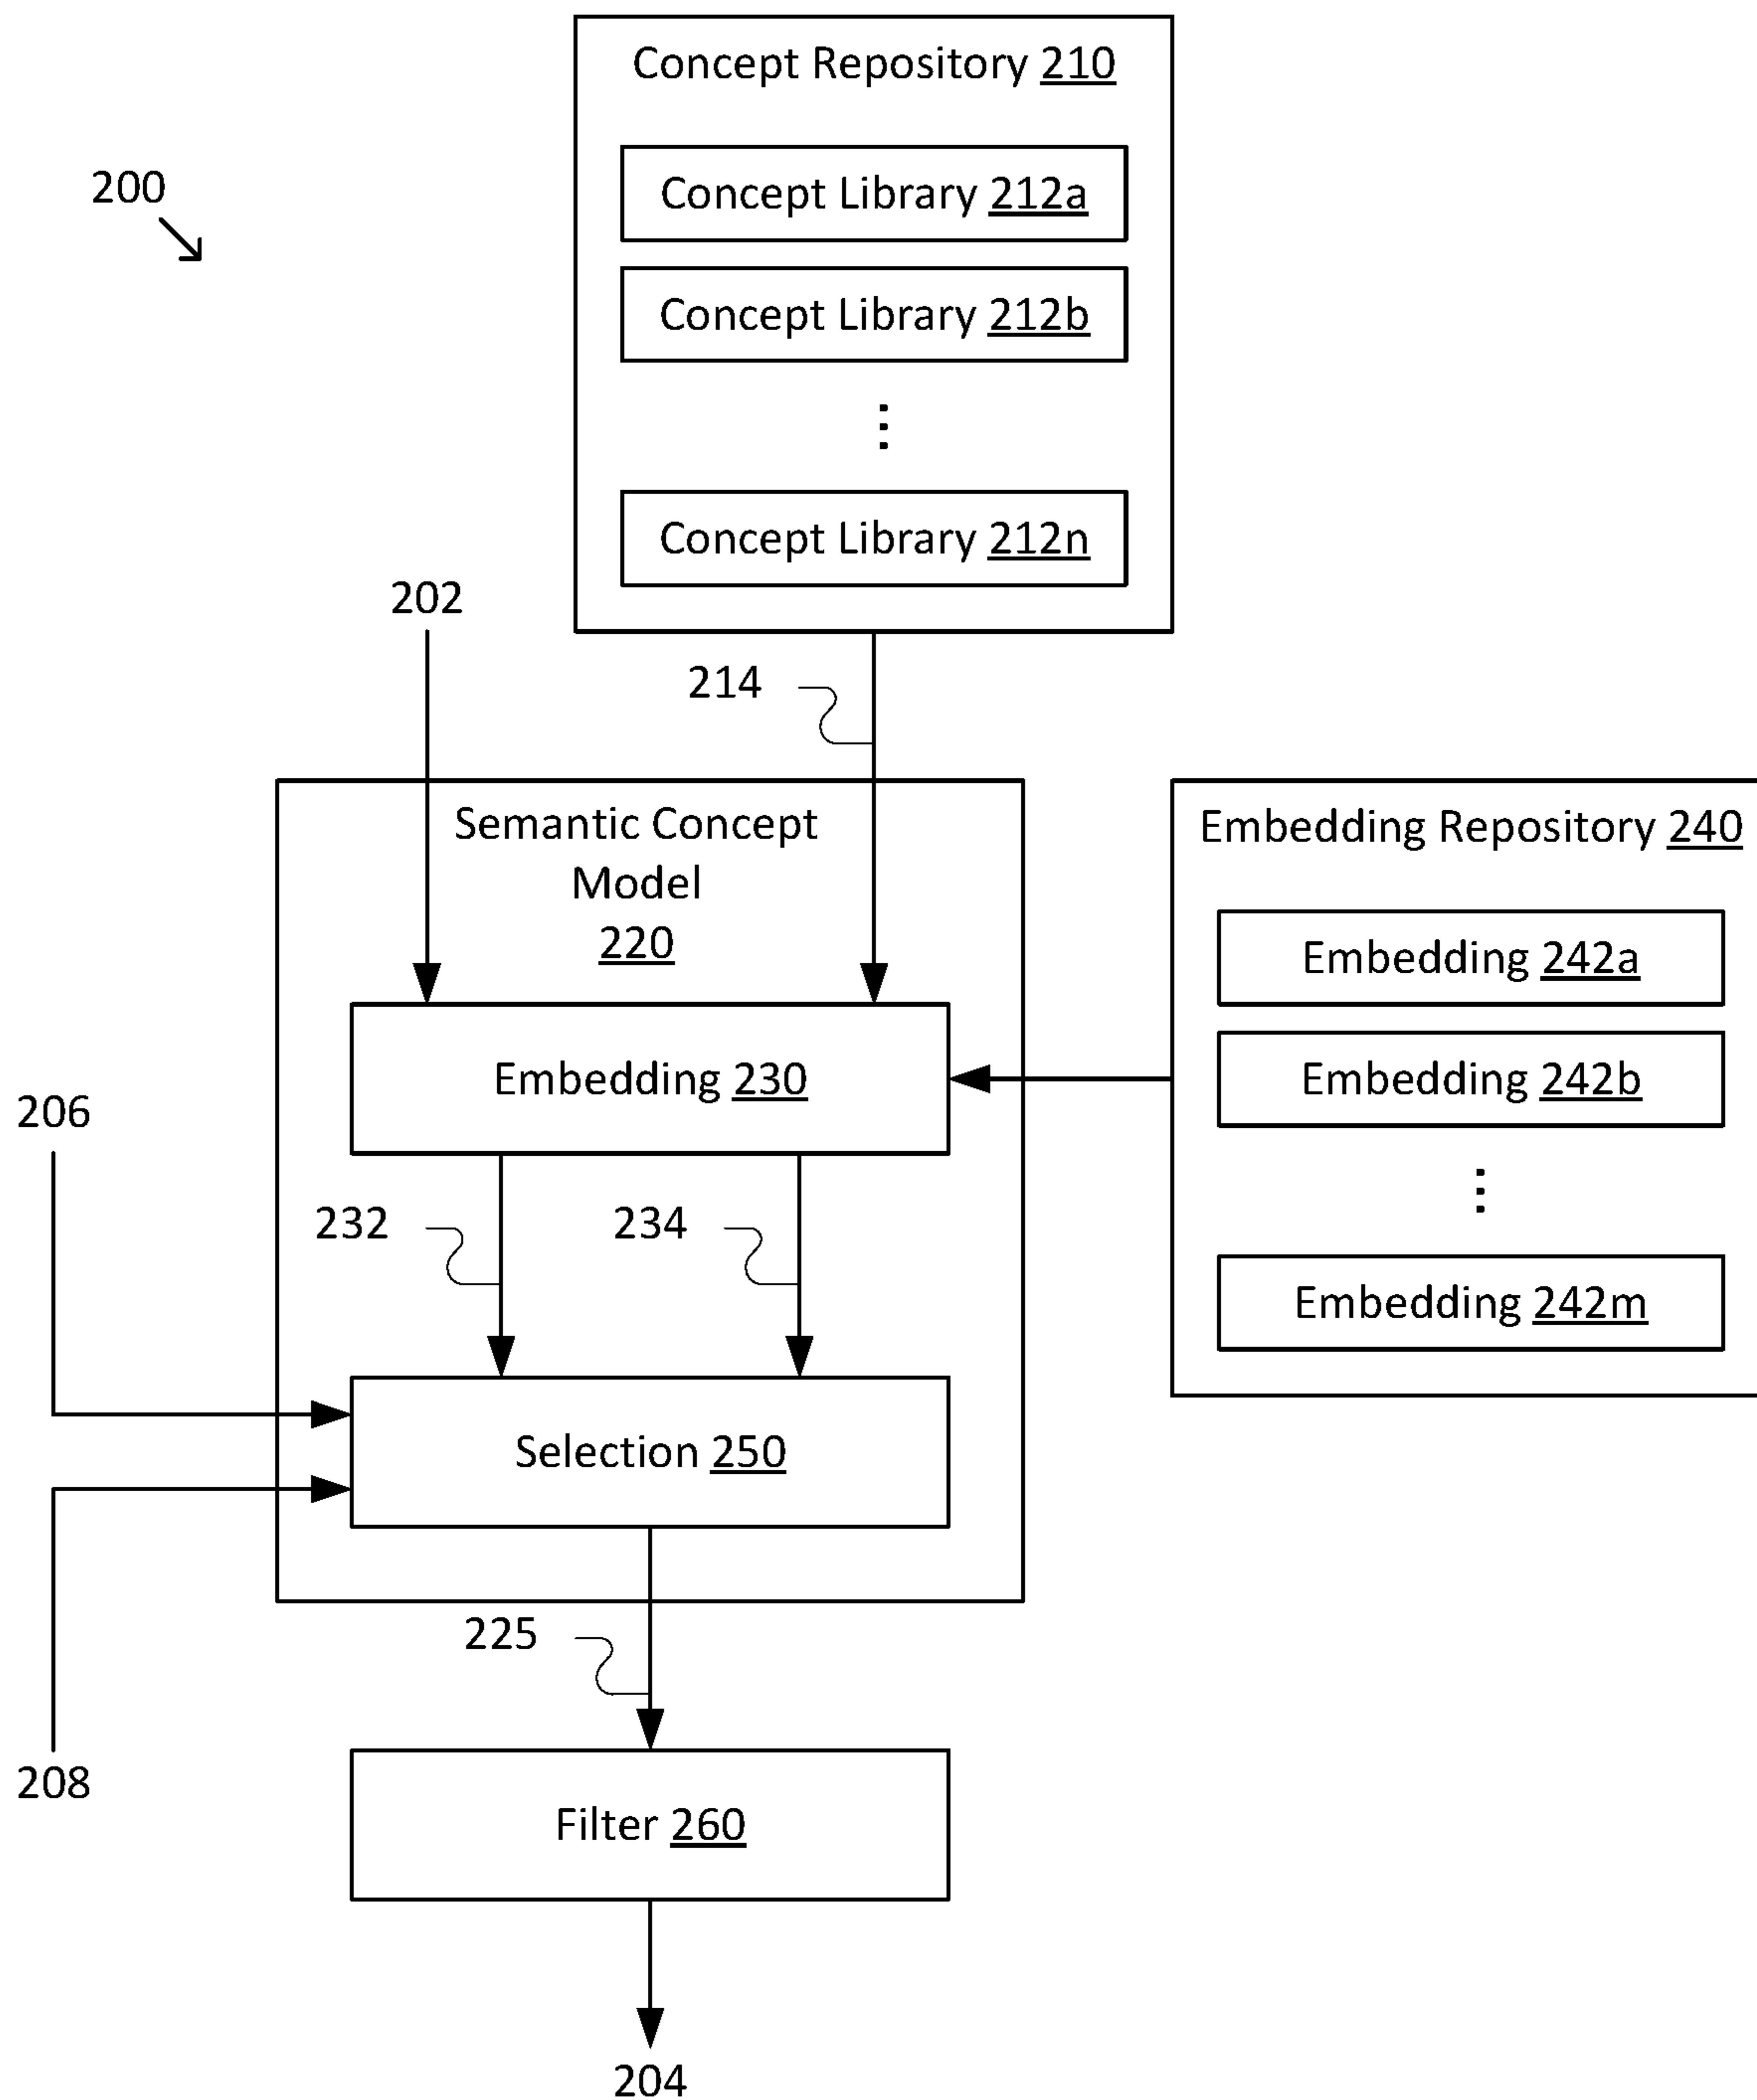 Concept Repository 210
200
Concept Library 212a
Concept Library 212b
Concept Library 212n
202
214
Semantic Concept
Model
220
Embedding Repository 240
Embedding 242a
Embedding 230
Embedding 242b
206
232
234
Embedding 242m
Selection 250
225
208
Filter 260
204